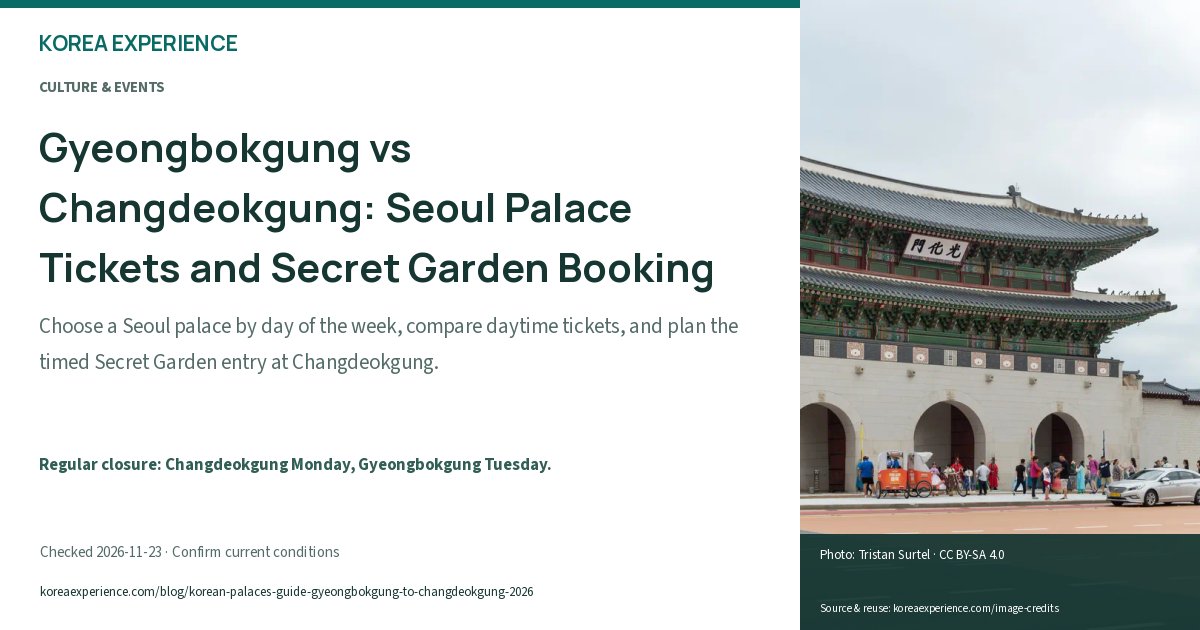 KOREA EXPERIENCE
CULTURE & EVENTS
Gyeongbokgung vs
Changdeokgung: Seoul Palace
Tickets and Secret Garden Booking
Choose a Seoul palace by day of the week, compare daytime tickets, and plan the
timed Secret Garden entry at Changdeokgung.
Regular closure: Changdeokgung Monday, Gyeongbokgung Tuesday.
Checked 2026-11-23 · Confirm current conditions
koreaexperience.com/blog/korean-palaces-guide-gyeongbokgung-to-changdeokgung-2026
門化光
Photo: Tristan Surtel · CC BY-SA 4.0
Source & reuse: koreaexperience.com/image-credits